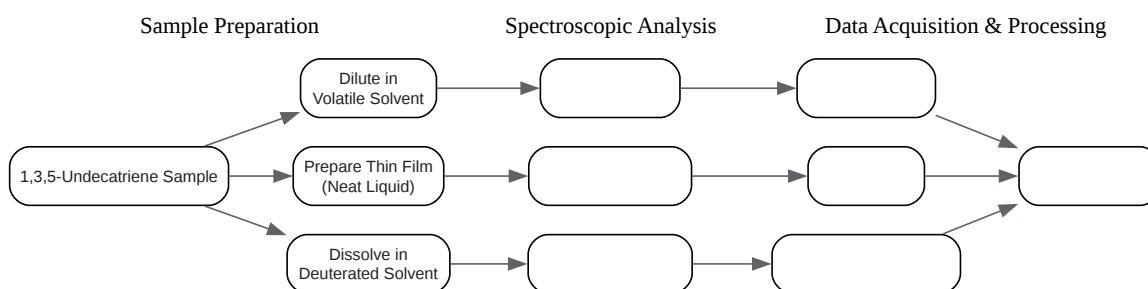 Sample Preparation
Spectroscopic Analysis
Data Acquisition & Processing
Dilute in
Volatile Solvent
1,3,5-Undecatriene Sample
Prepare Thin Film
(Neat Liquid)
Dissolve in
Deuterated Solvent